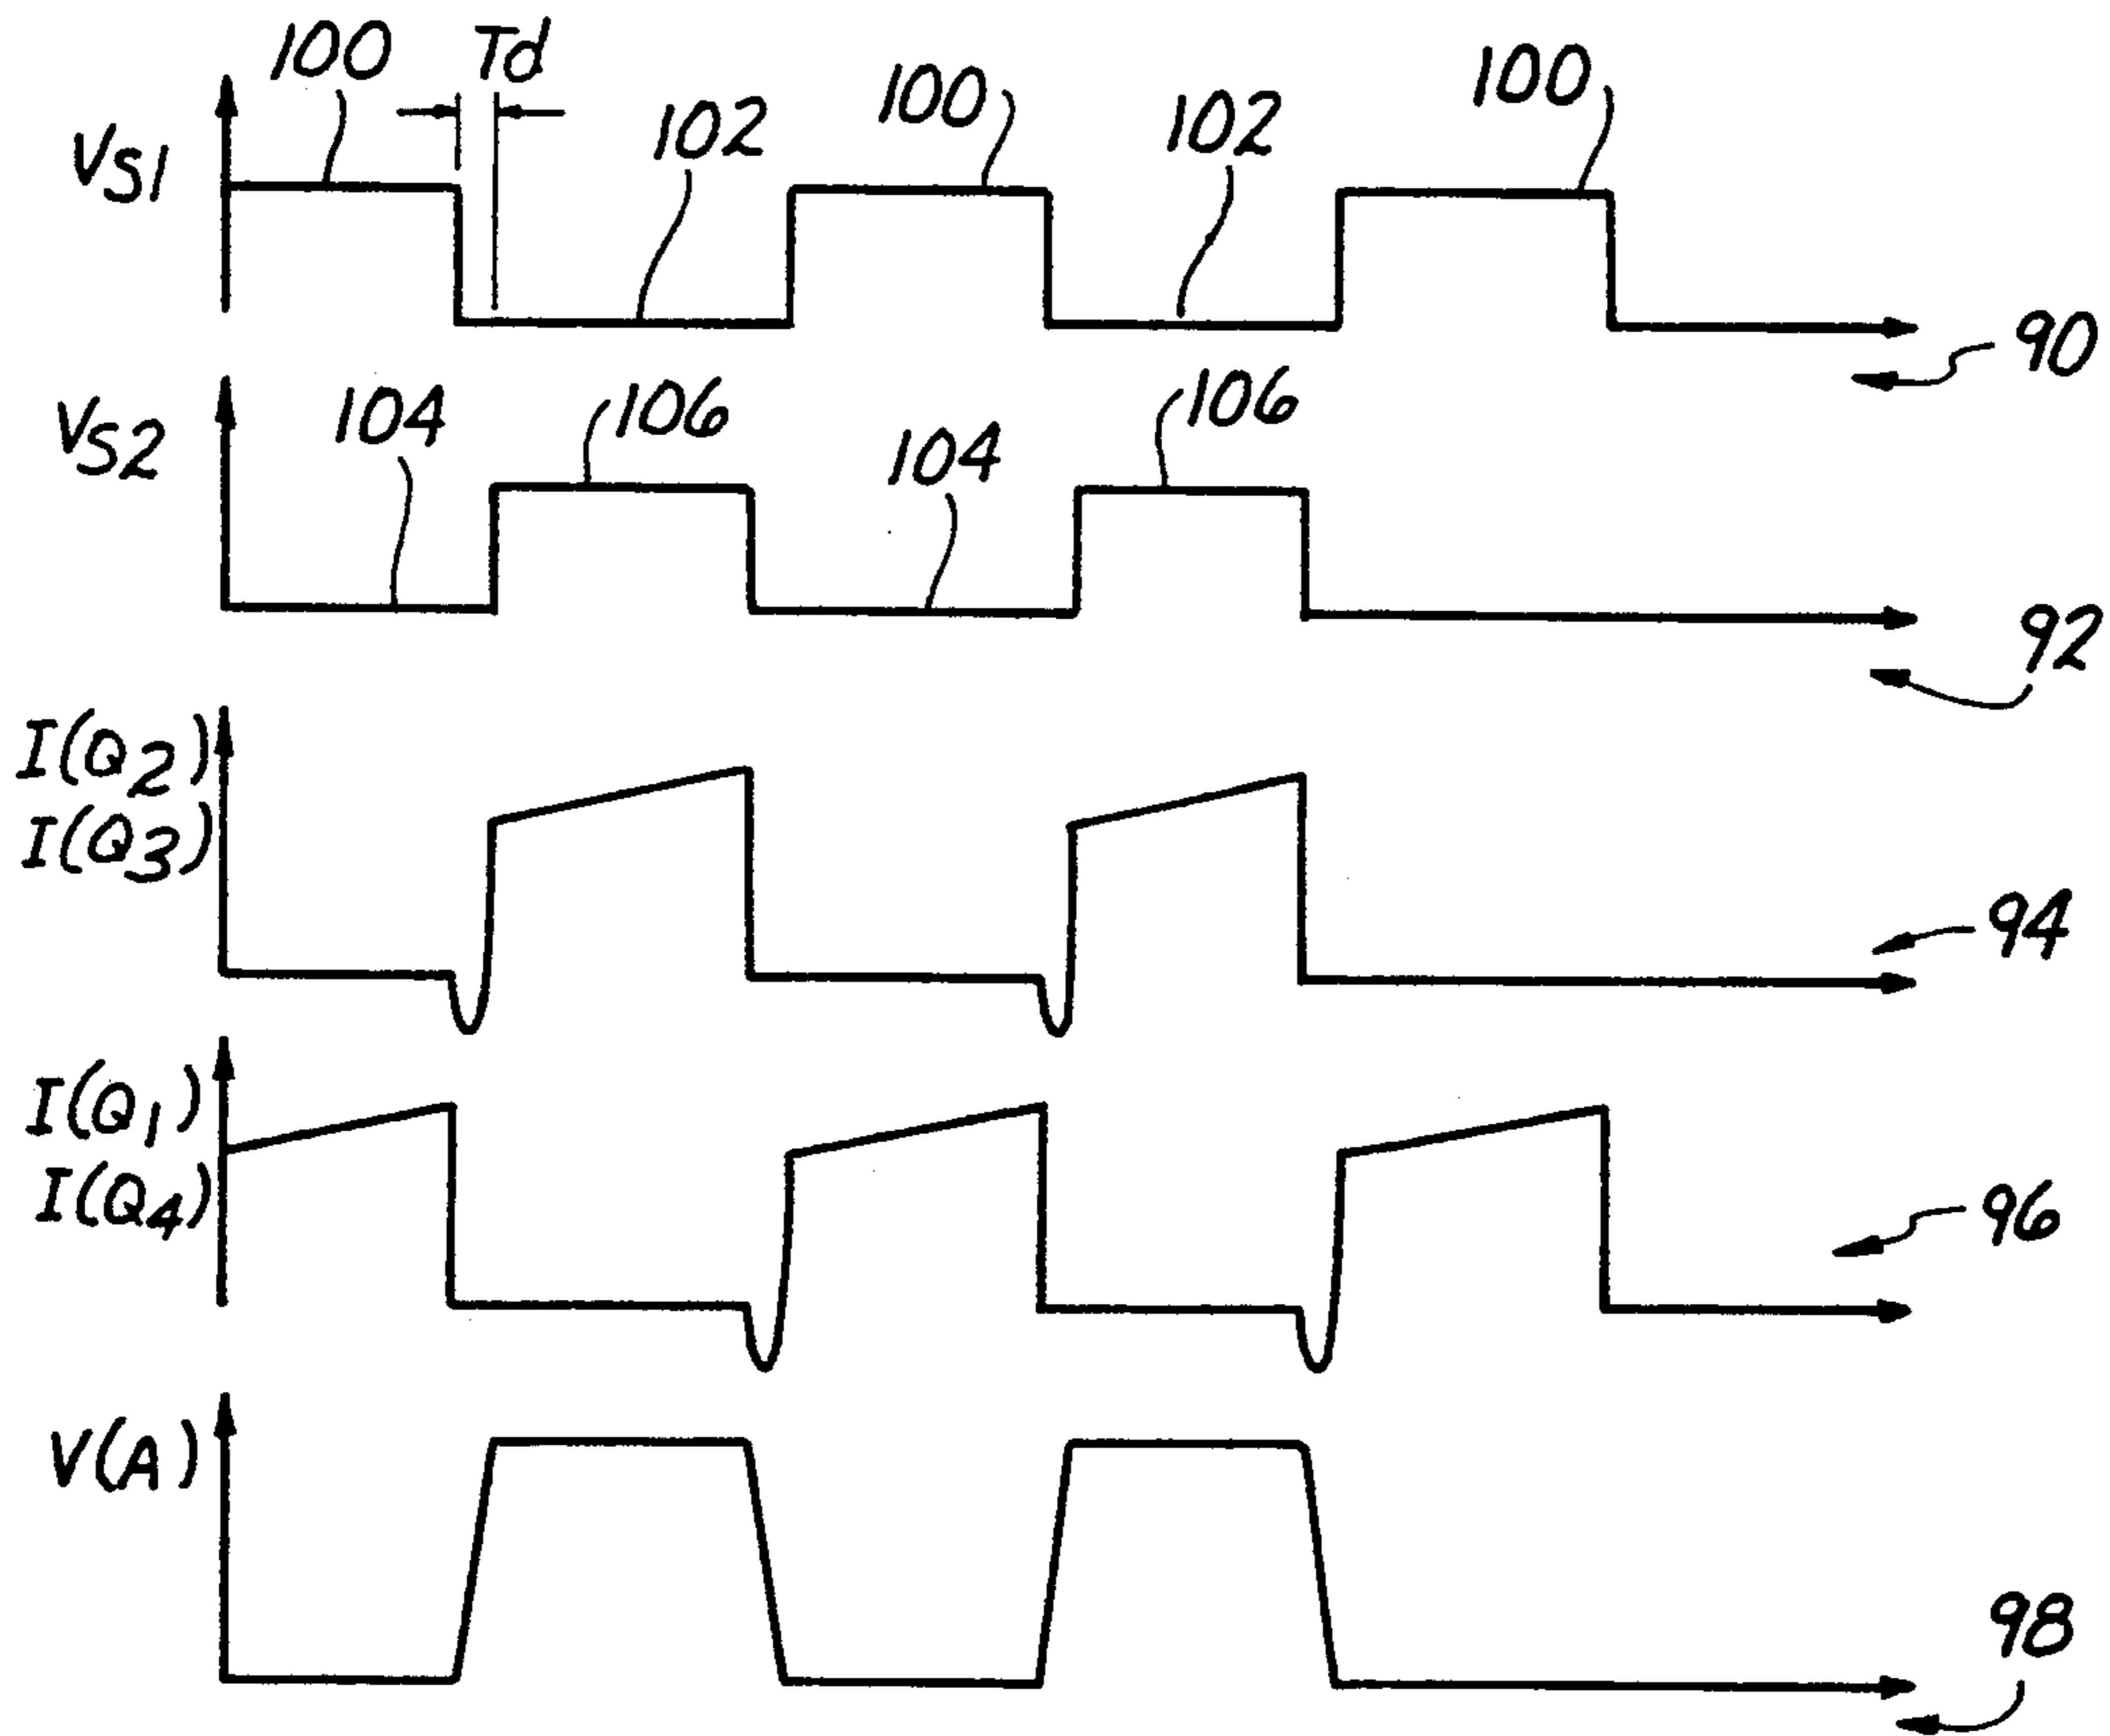 100 Td 100 100
102 102
VS1
90
VS2 104 106 104 106
92
I(Q2)
I(Q3)
94
I(Q1)
I(Q4)
96
V(A)
98